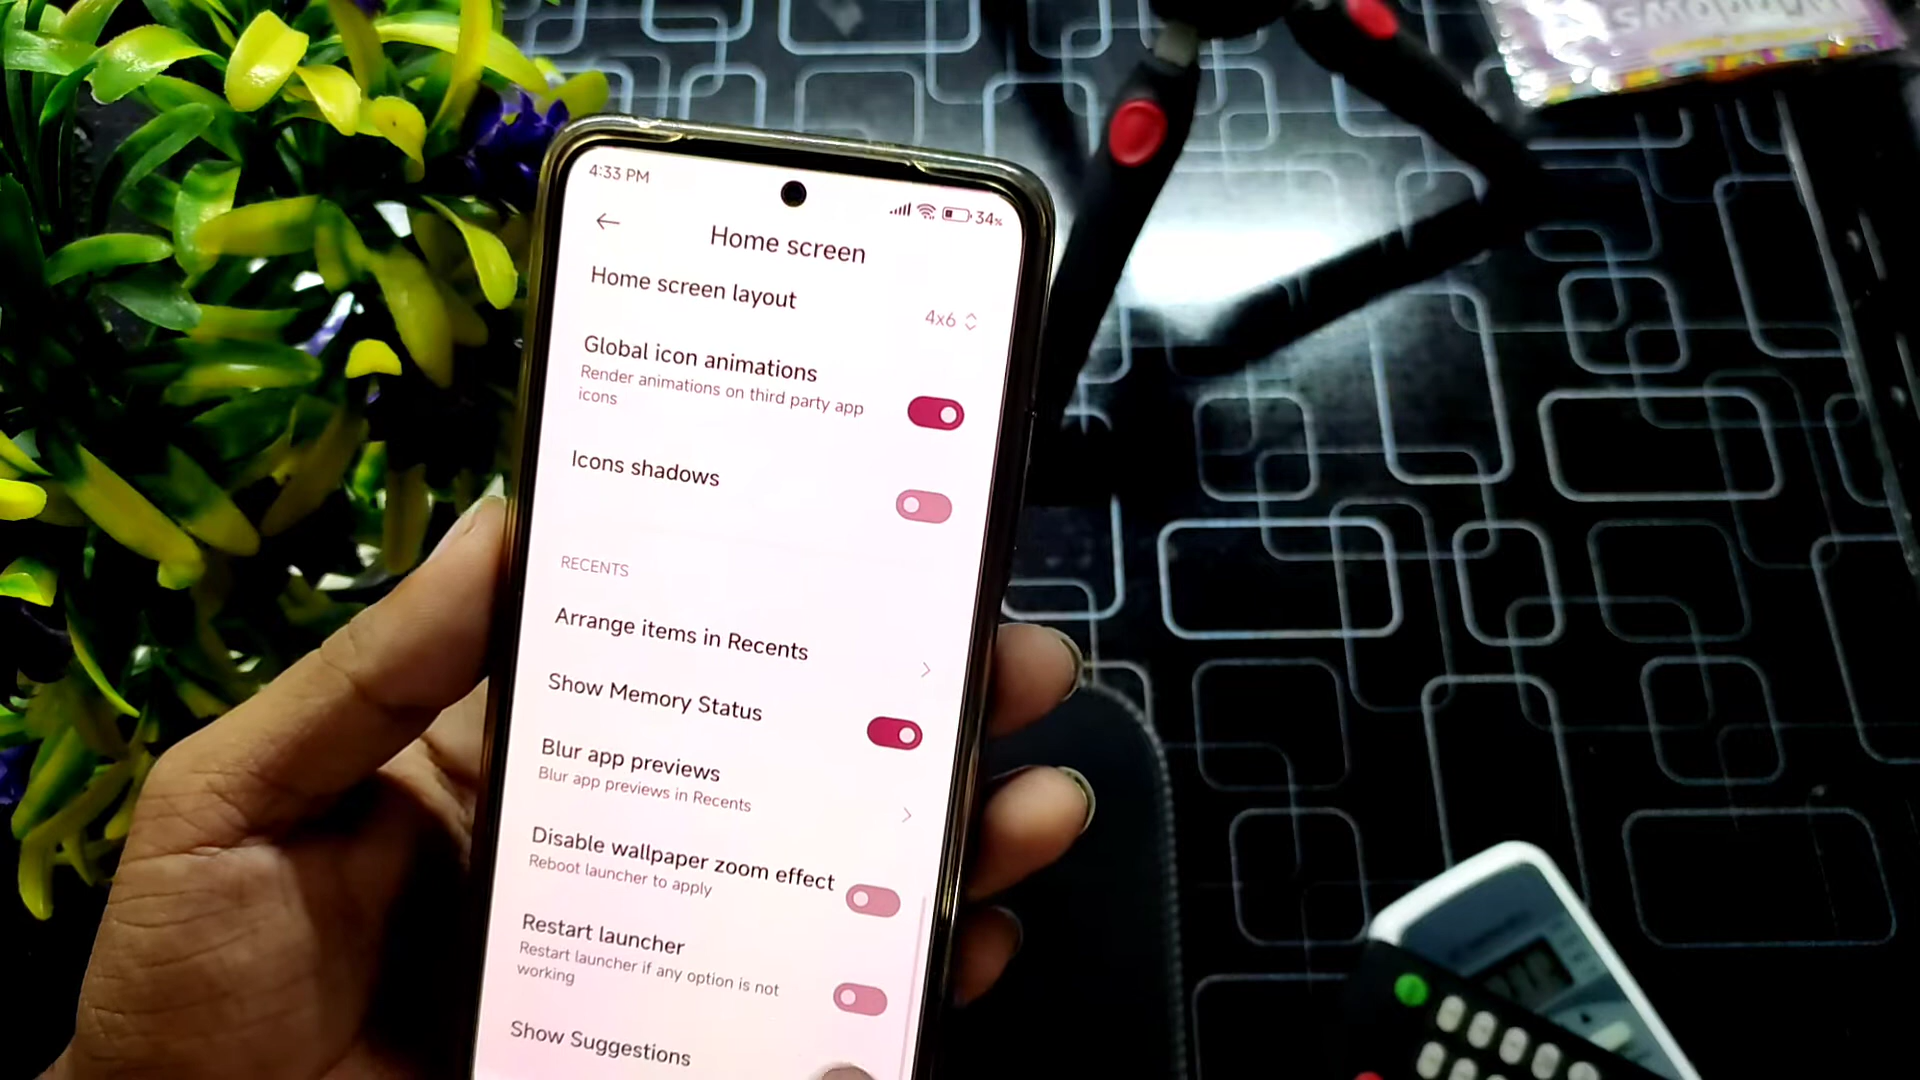 4:33 PM
34%
Home screen
Home screen layout
4x6
Global icon animations
Render animations on third party app
icons
Icons shadows
RECENTS
Arrange items in Recents
Show Memory Status
Blur app previews
Blur app previews in Recents
Disable wallpaper zoom effect
Reboot launcher to apply
Restart launcher
Restart launcher if any option is not
working
Show Suggestions